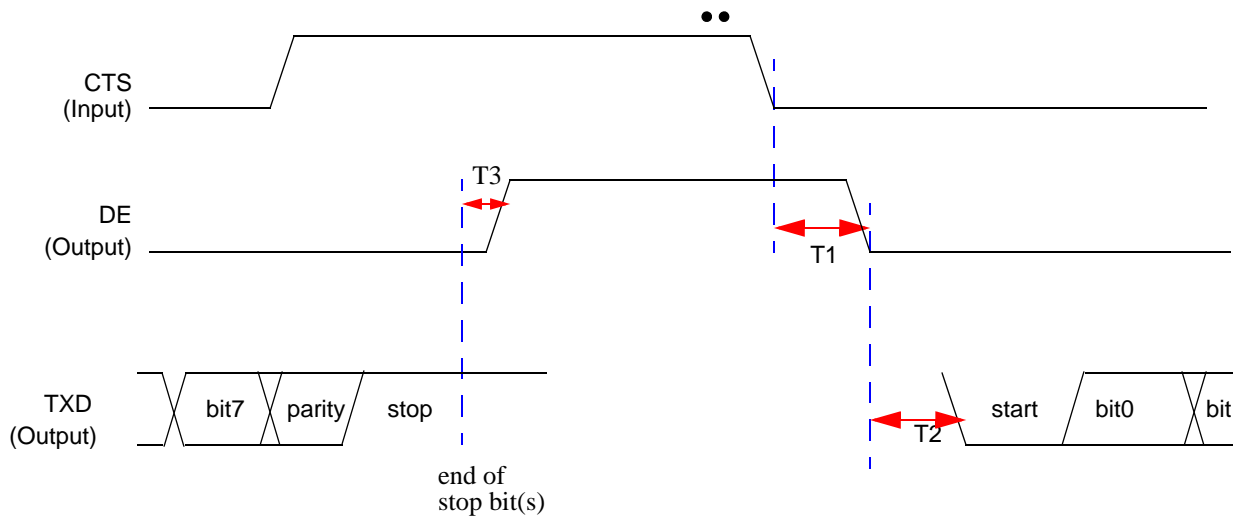 CTS
(Input)
T3
DE
(Output)
T1
TXD
(Output)
bit7
parity
stop
T2
start
bit0
bit
end of
stop bit(s)